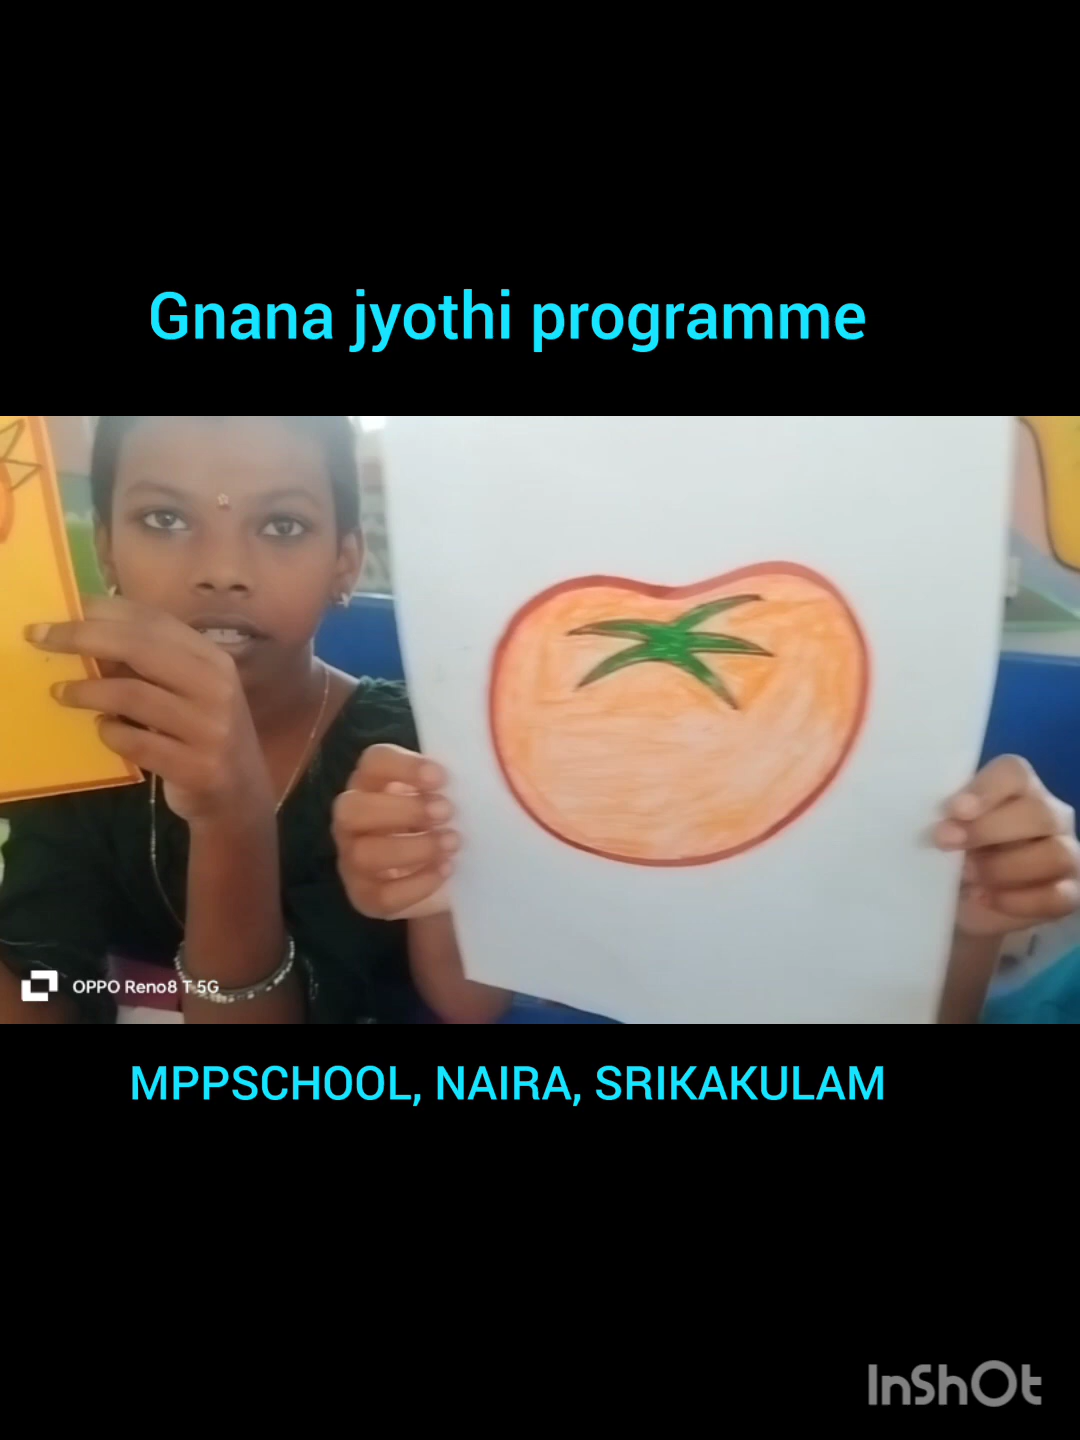 Gnana jyothi programme
OPPO Reno8 T 5G
MPPSCHOOL, NAIRA, SRIKAKULAM
InShOt